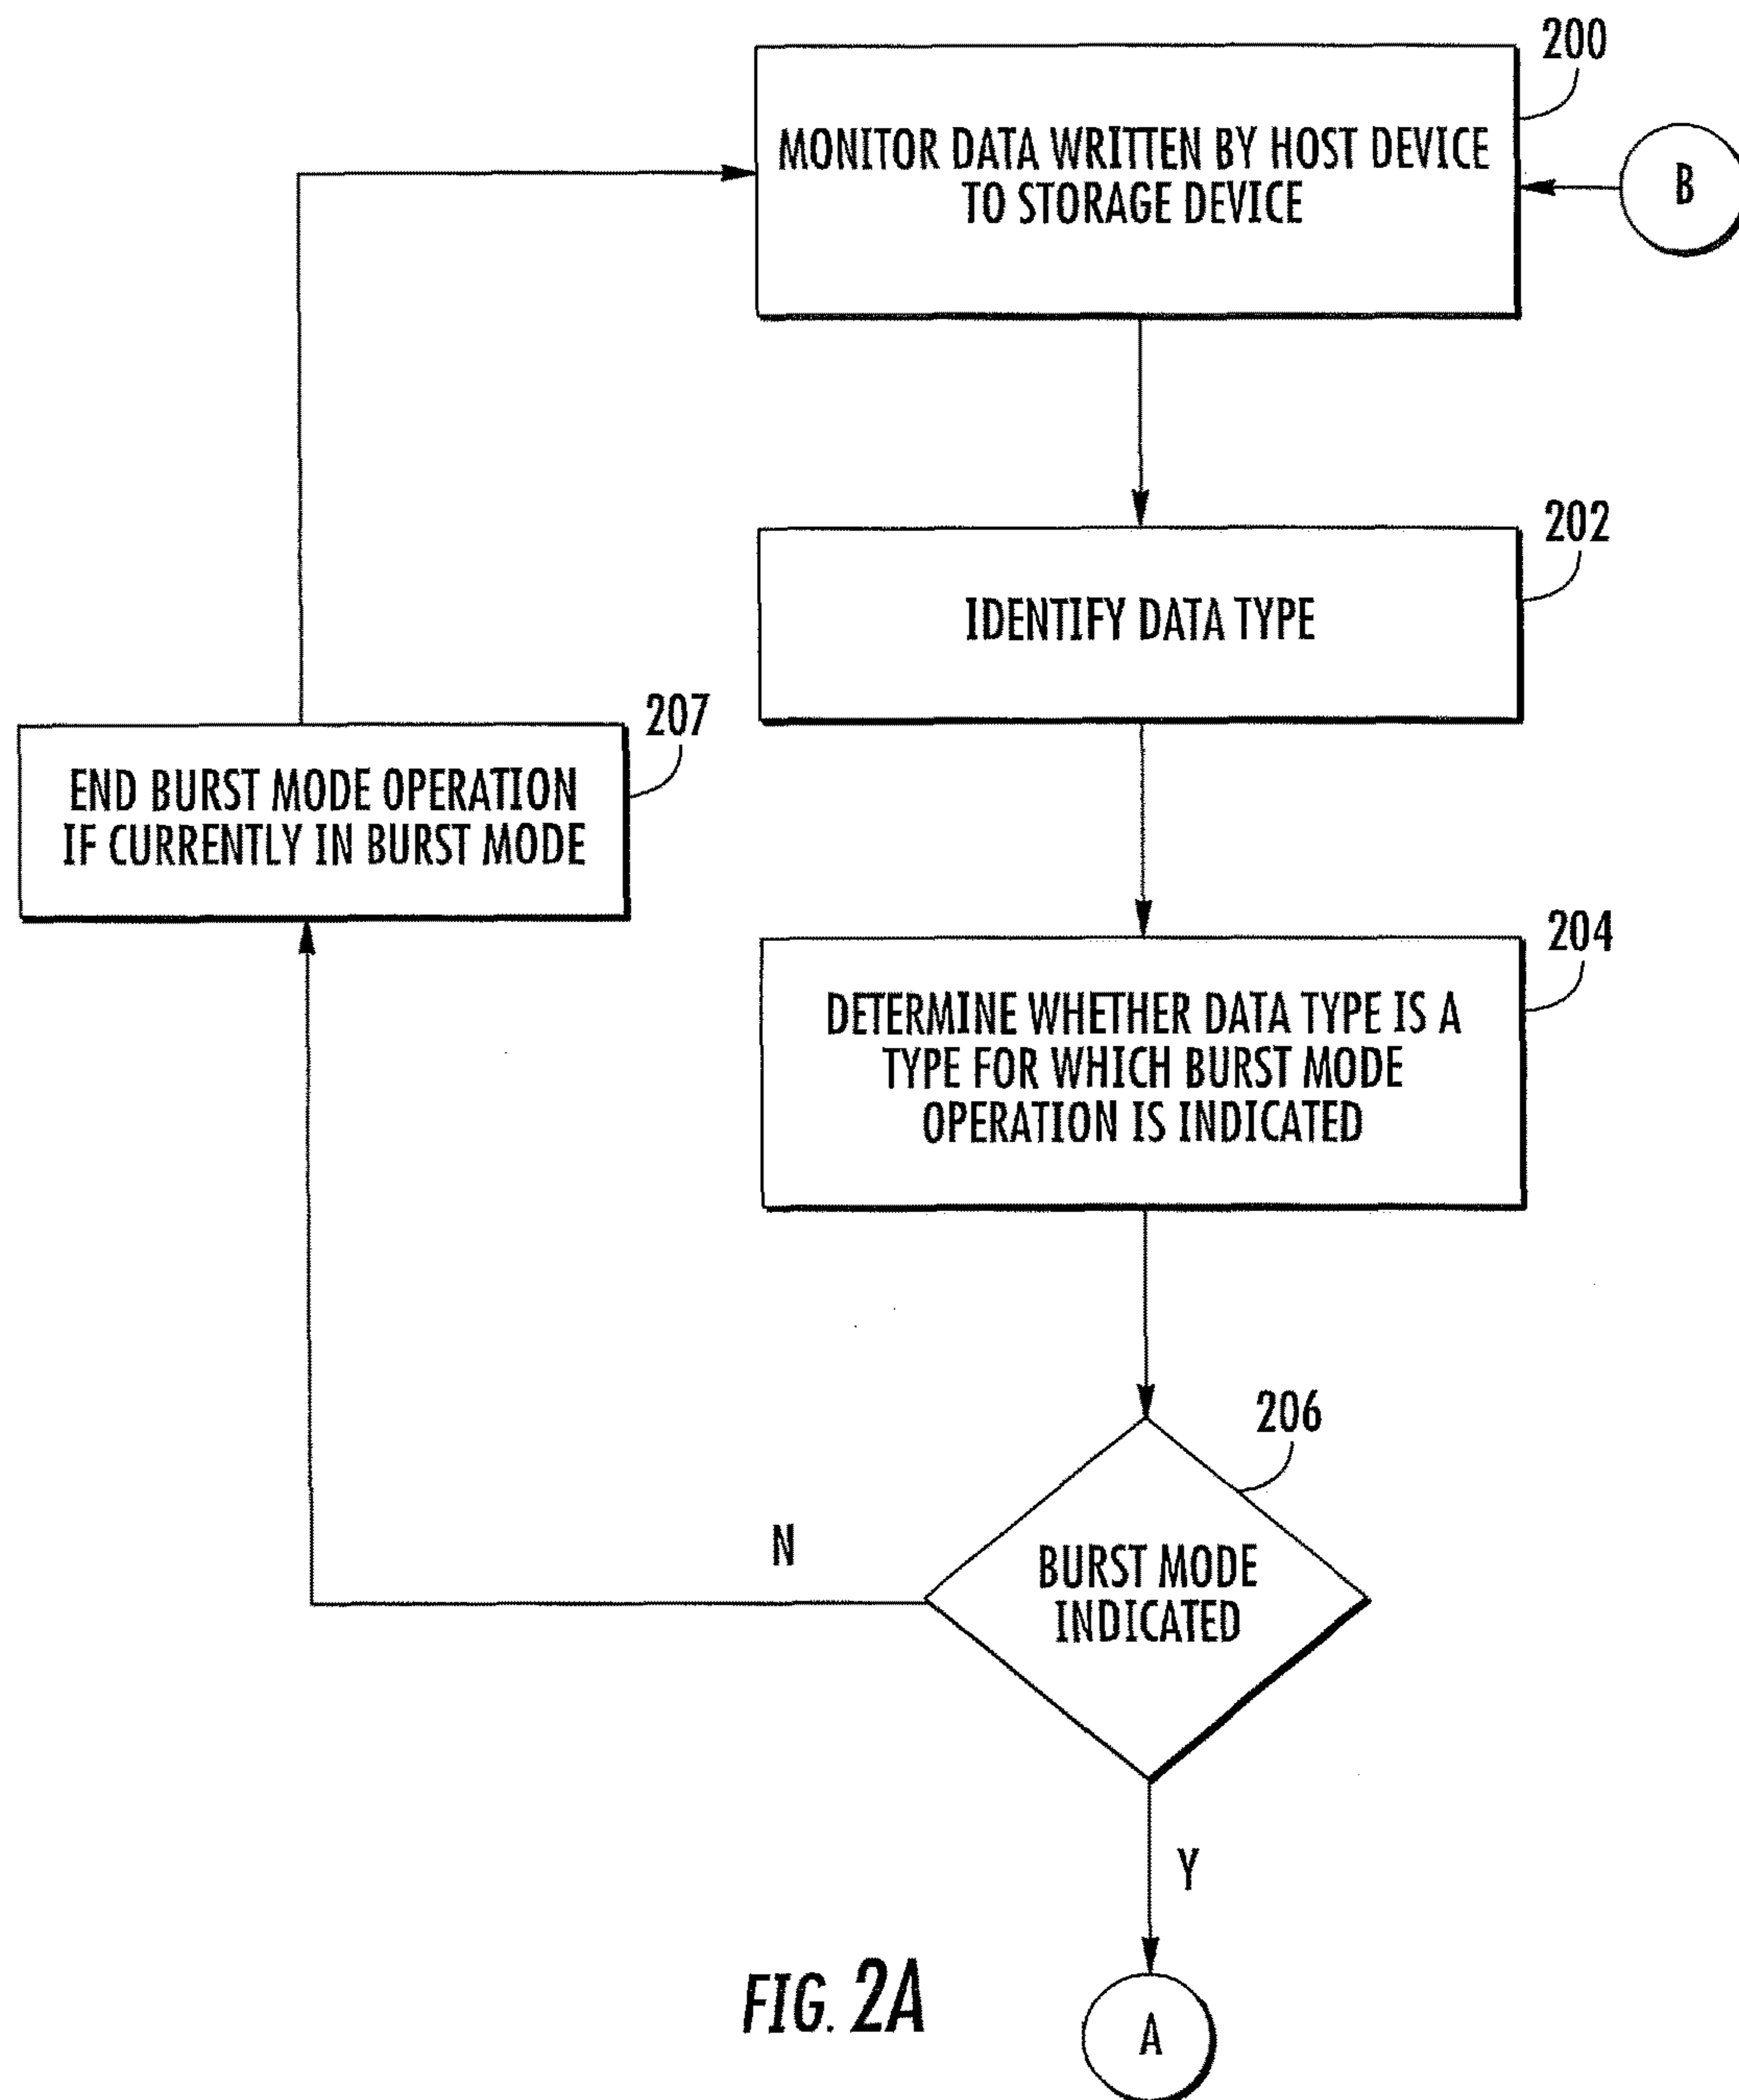 200
MONITOR DATA WRITTEN BY HOST DEVICE
TO STORAGE DEVICE
B
202
IDENTIFY DATA TYPE
207
END BURST MODE OPERATION
IF CURRENTLY IN BURST MODE
204
DETERMINE WHETHER DATA TYPE IS A
TYPE FOR WHICH BURST MODE
OPERATION IS INDICATED
206
BURST MODE
INDICATED
N
Y
A
FIG. 2A